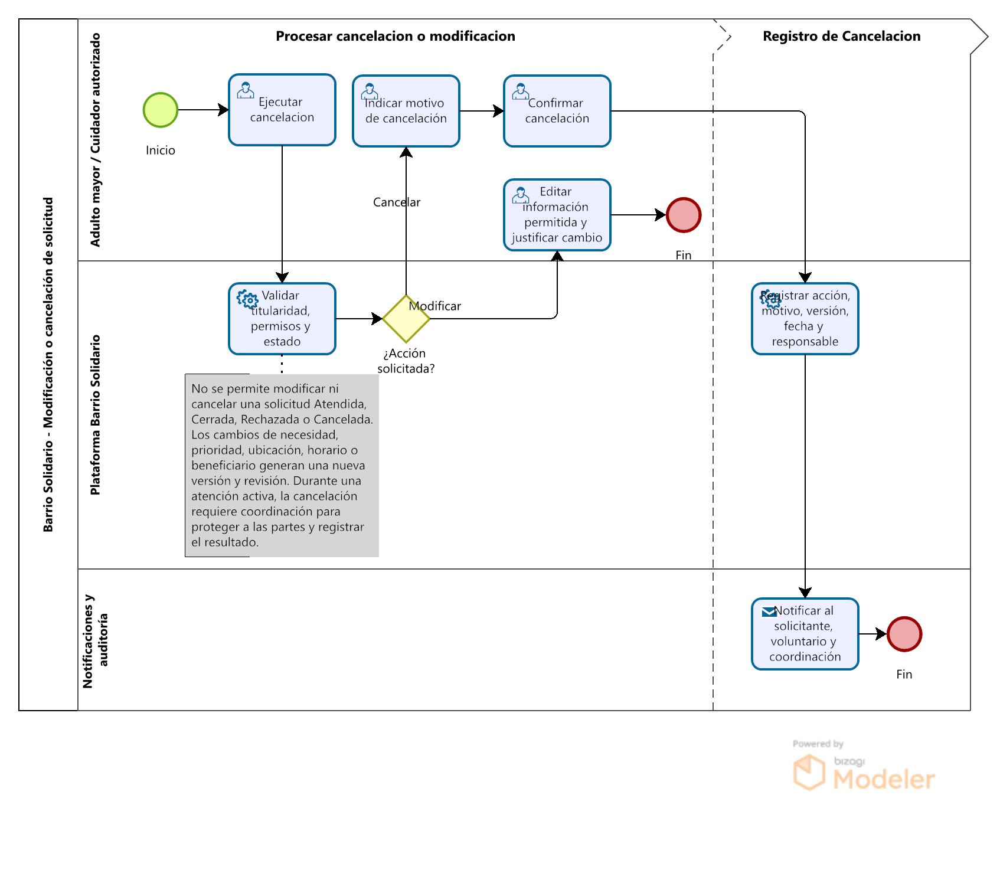 Barrio Solidario - Modificación o cancelación de solicitud
Procesar cancelacion o modificacion
Registro de Cancelacion
Adulto mayor / Cuidador autorizado
Inicio
Ejecutar
cancelacion
Indicar motivo
de cancelación
Confirmar
cancelación
Cancelar
Editar
información
permitida y
justificar cambio
Fin
Plataforma Barrio Solidario
Validar
titularidad,
permisos y
estado
Modificar
¿Acción
solicitada?
Registrar acción,
motivo, versión,
fecha y
responsable
No se permite modificar ni
cancelar una solicitud Atendida,
Cerrada, Rechazada o Cancelada.
Los cambios de necesidad,
prioridad, ubicación, horario o
beneficiario generan una nueva
versión y revisión. Durante una
atención activa, la cancelación
requiere coordinación para
proteger a las partes y registrar
el resultado.
Notificaciones y
auditoría
Notificar al
solicitante,
voluntario y
coordinación
Fin
Powered by
bizagi
Modeler